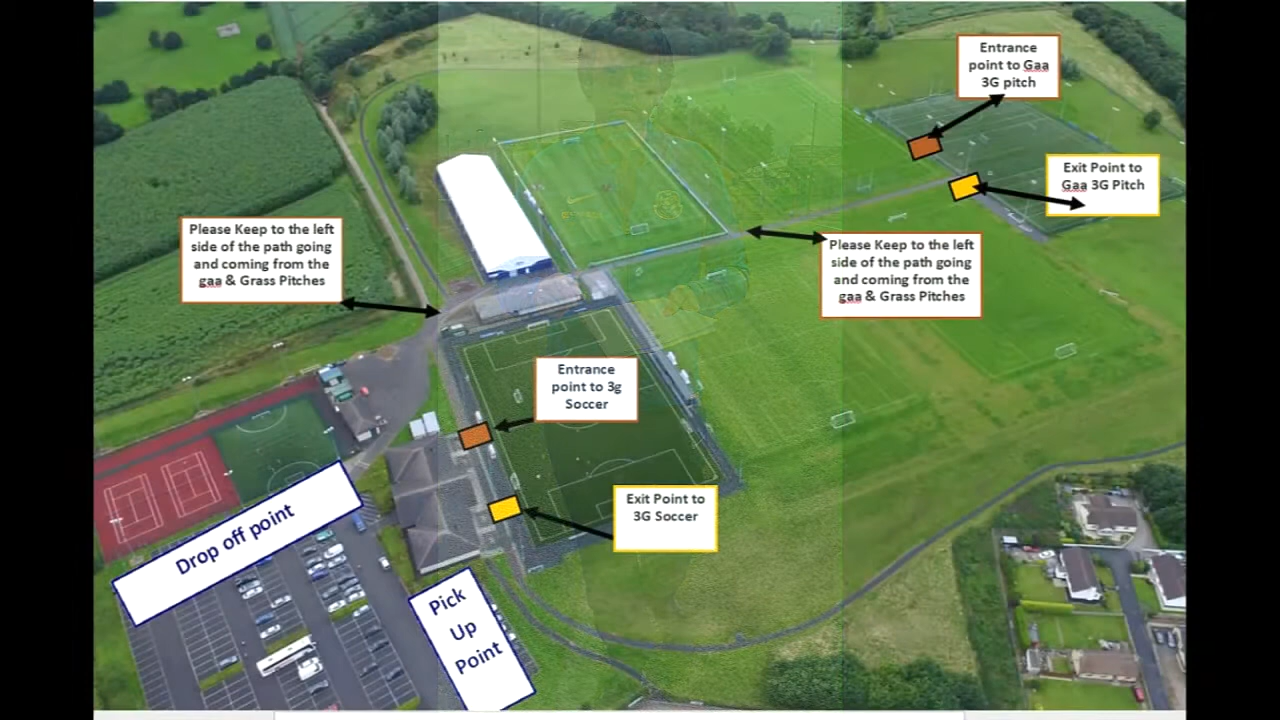 Entrance
point to Gaa
3G pitch
Exit Point to
Gaa 3G Pitch
Please Keep to the left
side of the path going
and coming from the
gaa & Grass Pitches
Please Keep to the left
side of the path going
and coming from the
gaa & Grass Pitches
Entrance
point to 3g
Soccer
Exit Point to
3G Soccer
Drop off point
Pick
Up
Point